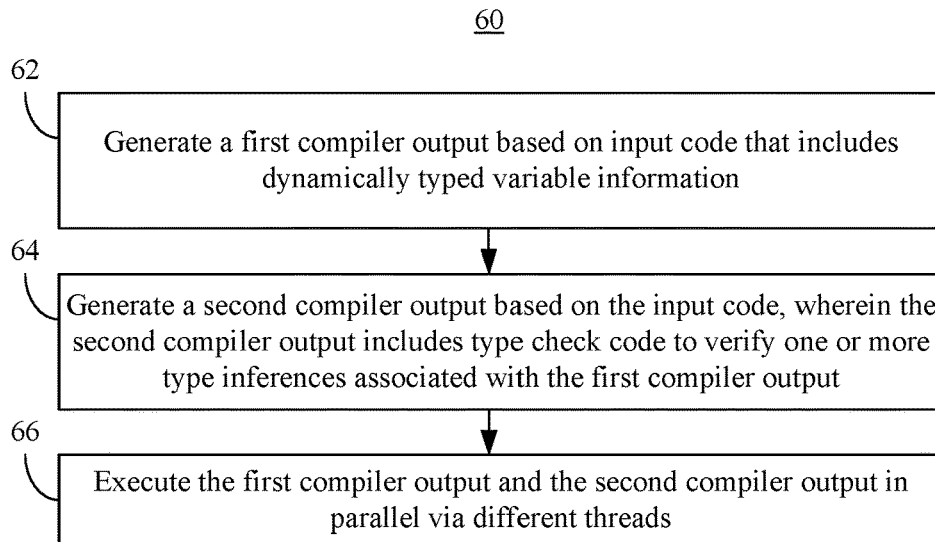 60
62
Generate a first compiler output based on input code that includes
dynamically typed variable information
64
Generate a second compiler output based on the input code, wherein the
second compiler output includes type check code to verify one or more
type inferences associated with the first compiler output
66
Execute the first compiler output and the second compiler output in
parallel via different threads